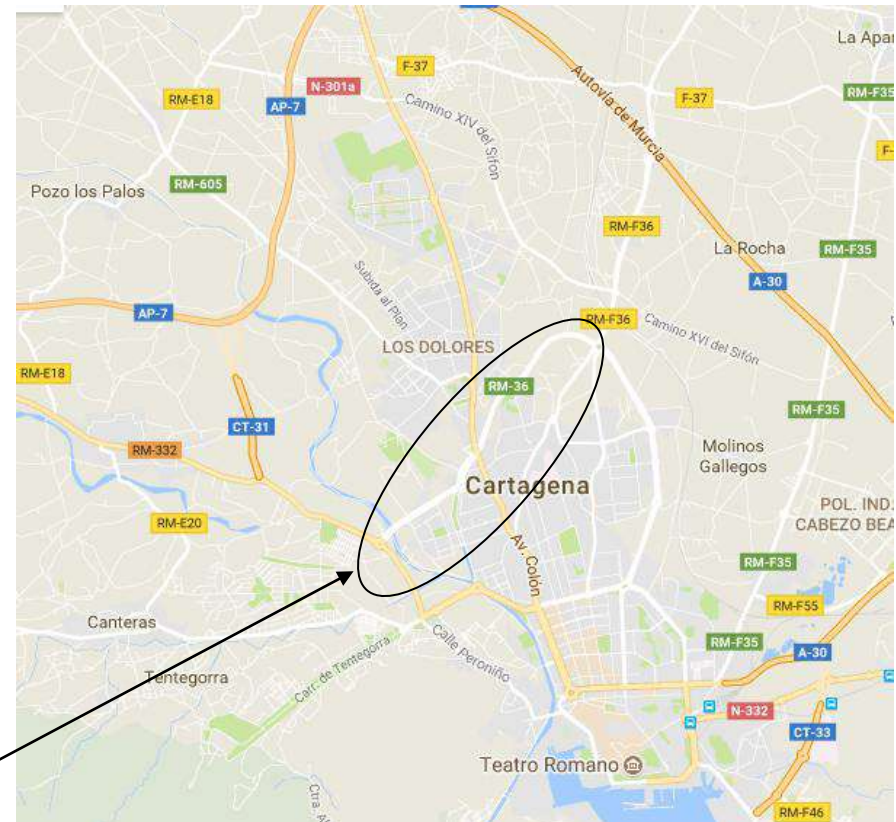 La Apar
F-37
N-301a
RM-E18
AP-7
F-37
RM-F35
Autovía de Murcia
Camino XIV del Sifón
F-
Pozo los Palos
RM-605
RM-F36
La Rocha
RM-F35
A-30
Subida al Plan
AP-7
RM-F36
Camino XVI del Sifón
LOS DOLORES
RM-E18
RM-36
RM-F35
CT-31
RM-332
Molinos
Gallegos
Cartagena
POL. IND.
CABEZO BEA
RM-E20
Av. Colón
RM-F35
RM-F55
Canteras
Calle Peroniño
RM-F35
A-30
Carr. de Tentegorra
Tentegorra
N-332
CT-33
Teatro Romano
Ctra. Al
RM-F46